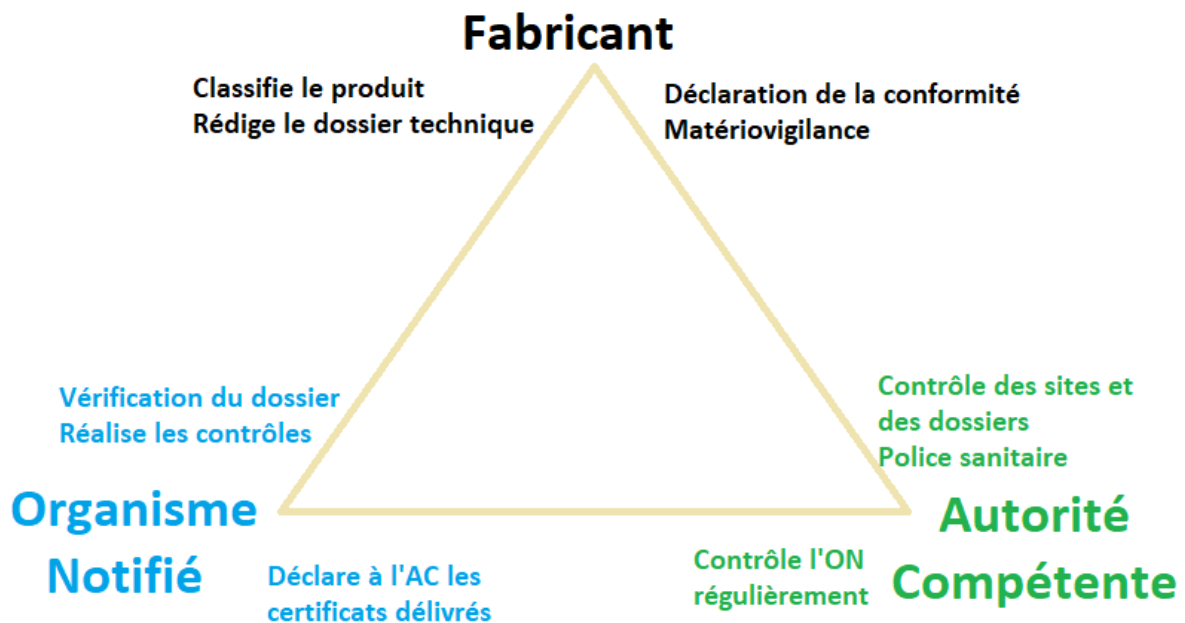 Fabricant
Classifie le produit
Rédige le dossier technique
Déclaration de la conformité
Matériovigilance
Vérification du dossier
Réalise les contrôles
Contrôle des sites et
des dossiers
Police sanitaire
Organisme
Notifié
Autorité
Compétente
Déclare à l'AC les
certificats délivrés
Contrôle l'ON
régulièrement